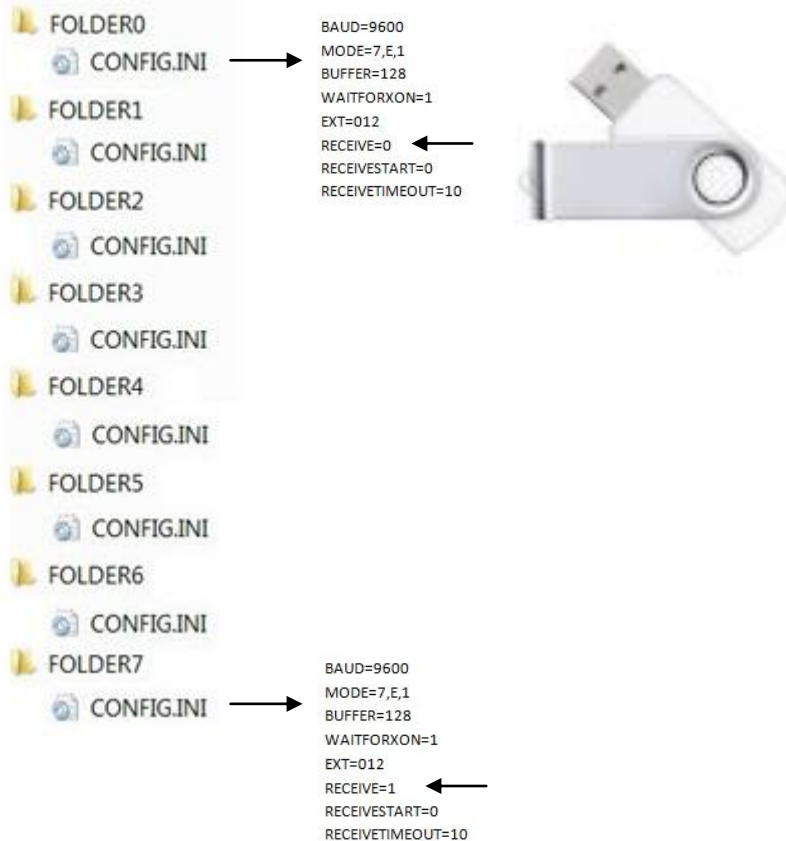 FOLDER0
CONFIG.INI
BAUD=9600
MODE=7,E,1
BUFFER=128
WAITFORXON=1
EXT=012
RECEIVE=0
RECEIVESTART=0
RECEIVETIMEOUT=10
FOLDER1
CONFIG.INI
FOLDER2
CONFIG.INI
FOLDER3
CONFIG.INI
FOLDER4
CONFIG.INI
FOLDER5
CONFIG.INI
FOLDER6
CONFIG.INI
FOLDER7
CONFIG.INI
BAUD=9600
MODE=7,E,1
BUFFER=128
WAITFORXON=1
EXT=012
RECEIVE=1
RECEIVESTART=0
RECEIVETIMEOUT=10